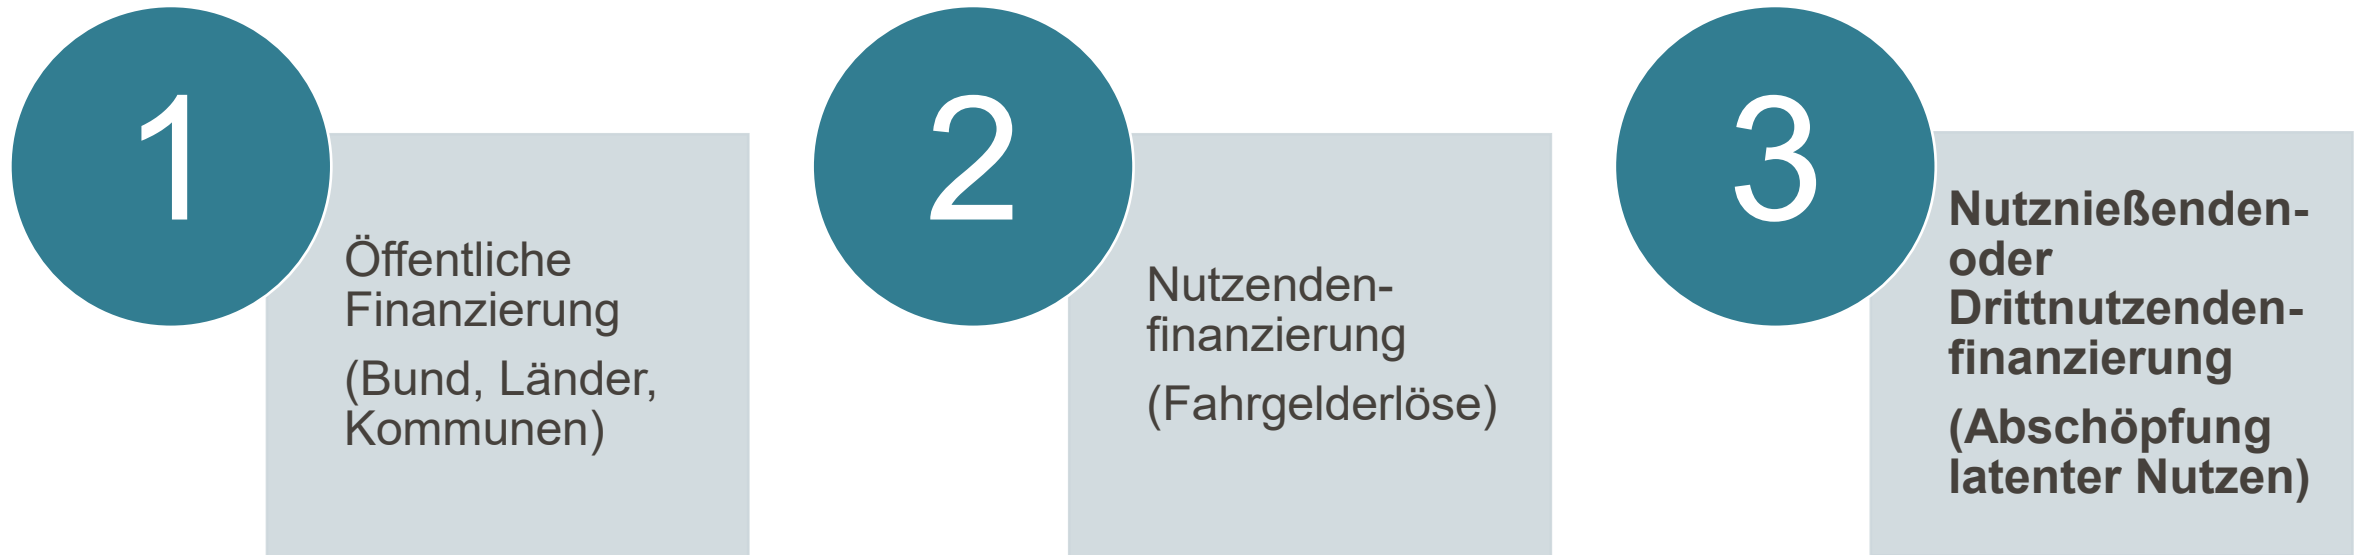 1
Öffentliche
Finanzierung
(Bund, Länder,
Kommunen)
2
Nutzenden-
finanzierung
(Fahrgelderlöse)
3
Nutznießenden-
oder
Drittnutzenden-
finanzierung
(Abschöpfung
latenter Nutzen)